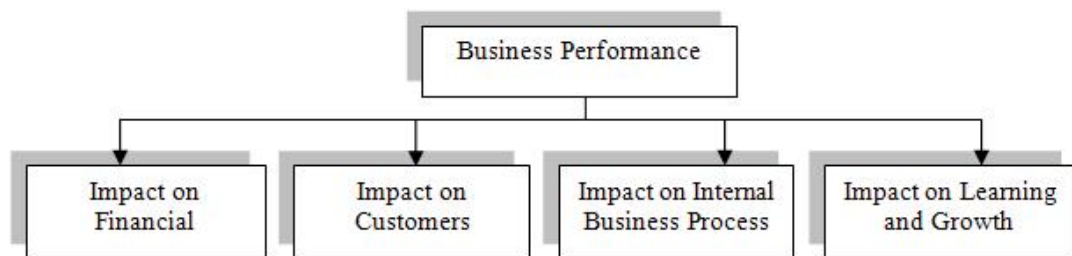 Business Performance
Impact on
Financial
Impact on
Customers
Impact on Internal
Business Process
Impact on Learning
and Growth